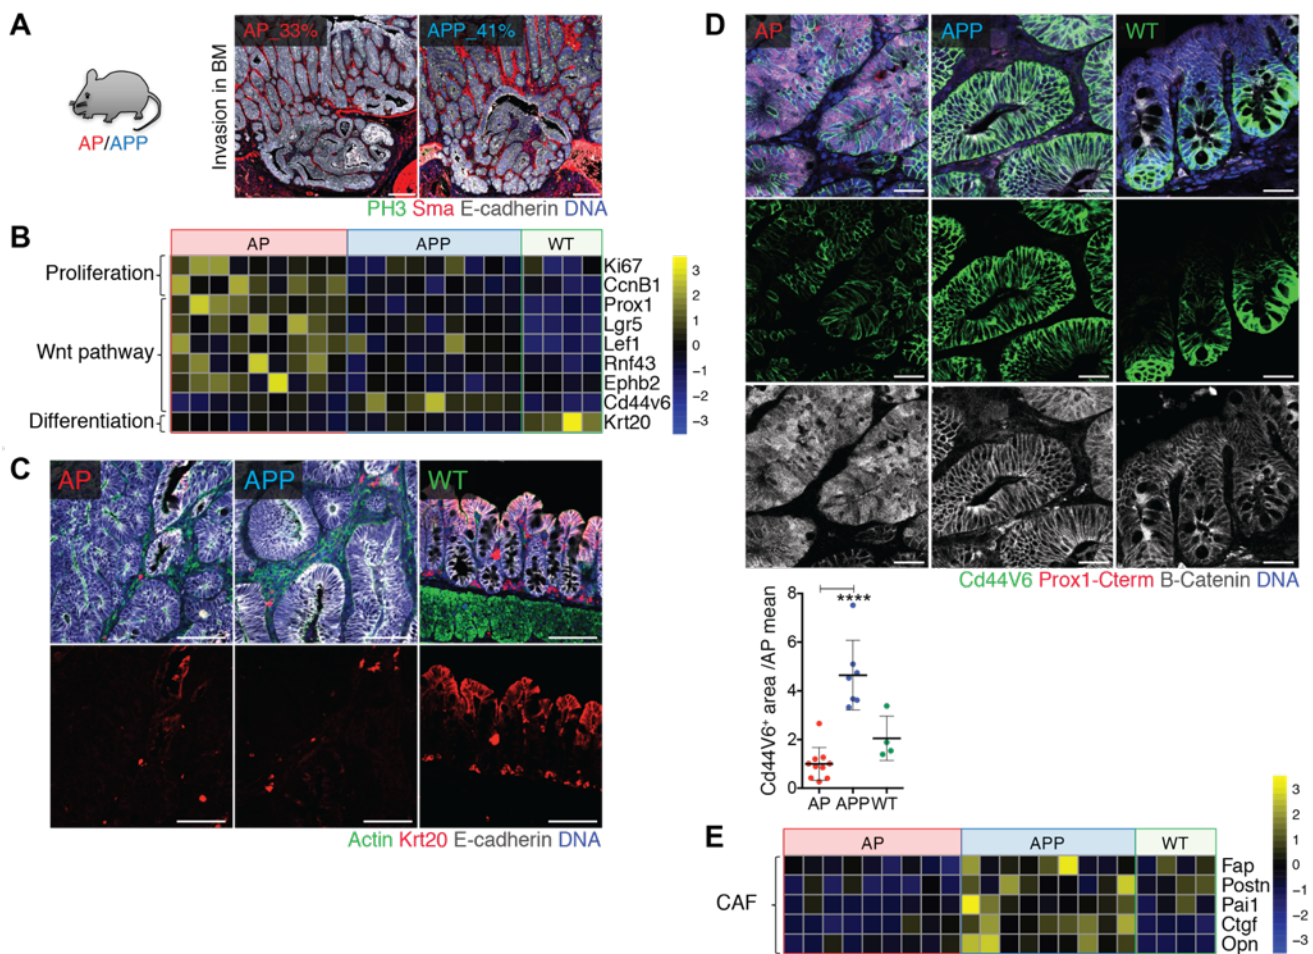 A
AP/APP
Invasion in BM
AP_33%
APP_41%
PH3 Sma E-cadherin DNA
B
AP
APP
WT
Proliferation
Wnt pathway
Differentiation
Ki67
CcnB1
Prox1
Lgr5
Lef1
Rnf43
Ephb2
Cd44v6
Krt20
3
2
1
0
−1
−2
−3
C
AP
APP
WT
Actin Krt20 E-cadherin DNA
D
AP
APP
WT
Cd44V6 Prox1-Cterm B-Catenin DNA
Cd44V6⁺ area /AP mean
8
6
4
2
0
****
AP
APP
WT
E
AP
APP
WT
CAF
Fap
Postn
Pai1
Ctgf
Opn
3
2
1
0
−1
−2
−3